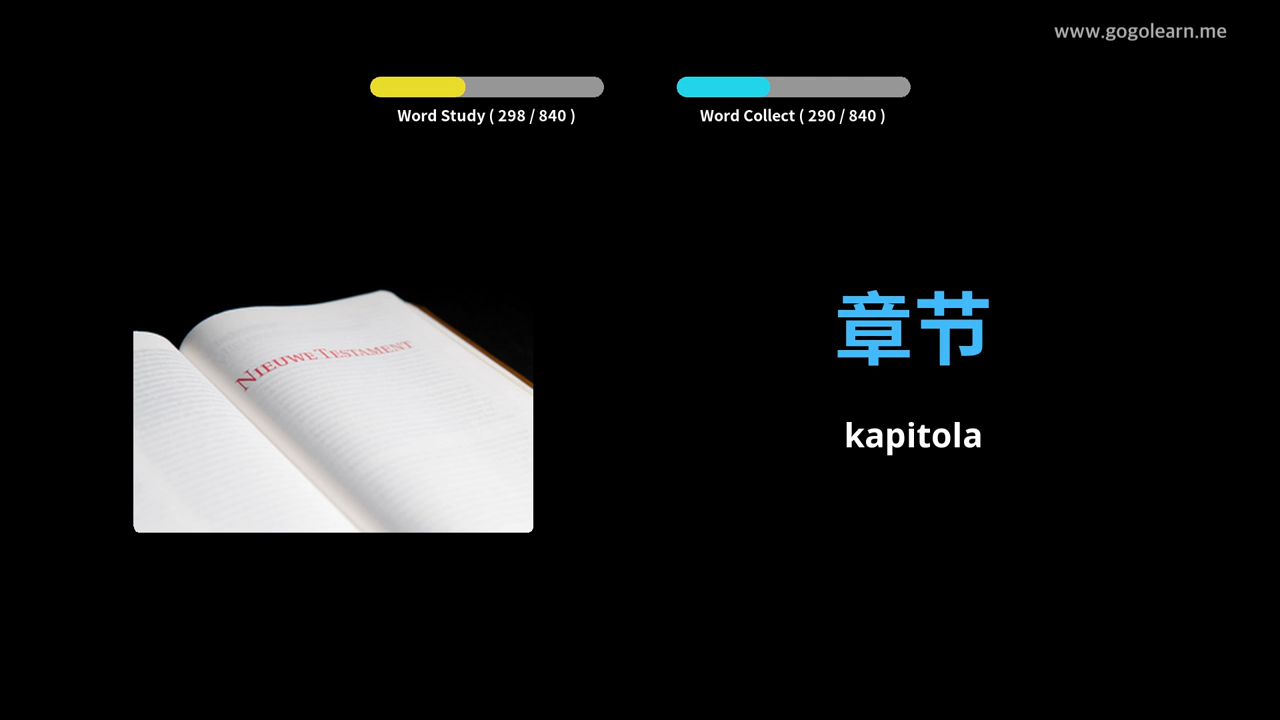 www.gogolearn.me
Word Study ( 298 / 840 )
Word Collect ( 290 / 840 )
NIEUWE TESTAMENT
章节
kapitola